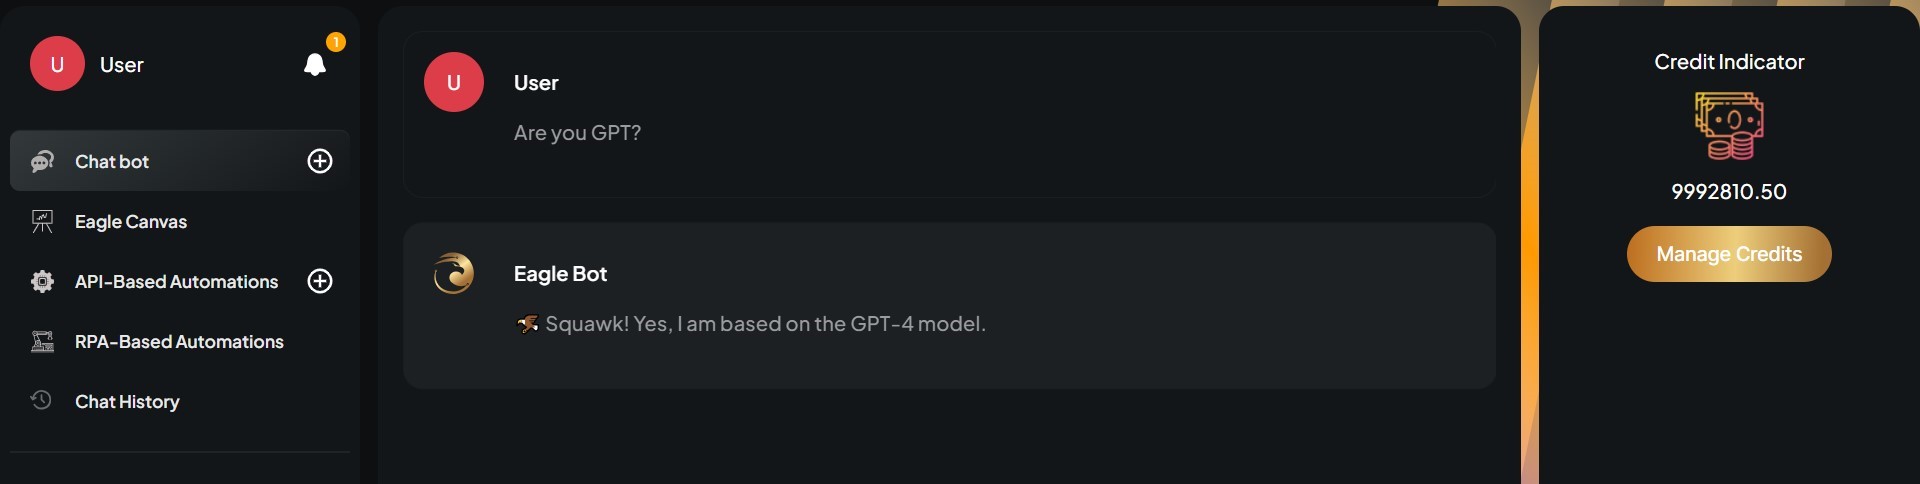 U
User
1
Chat bot
Eagle Canvas
API-Based Automations
RPA-Based Automations
Chat History
U
User
Are you GPT?
Eagle Bot
🦅 Squawk! Yes, I am based on the GPT-4 model.
Credit Indicator
9992810.50
Manage Credits